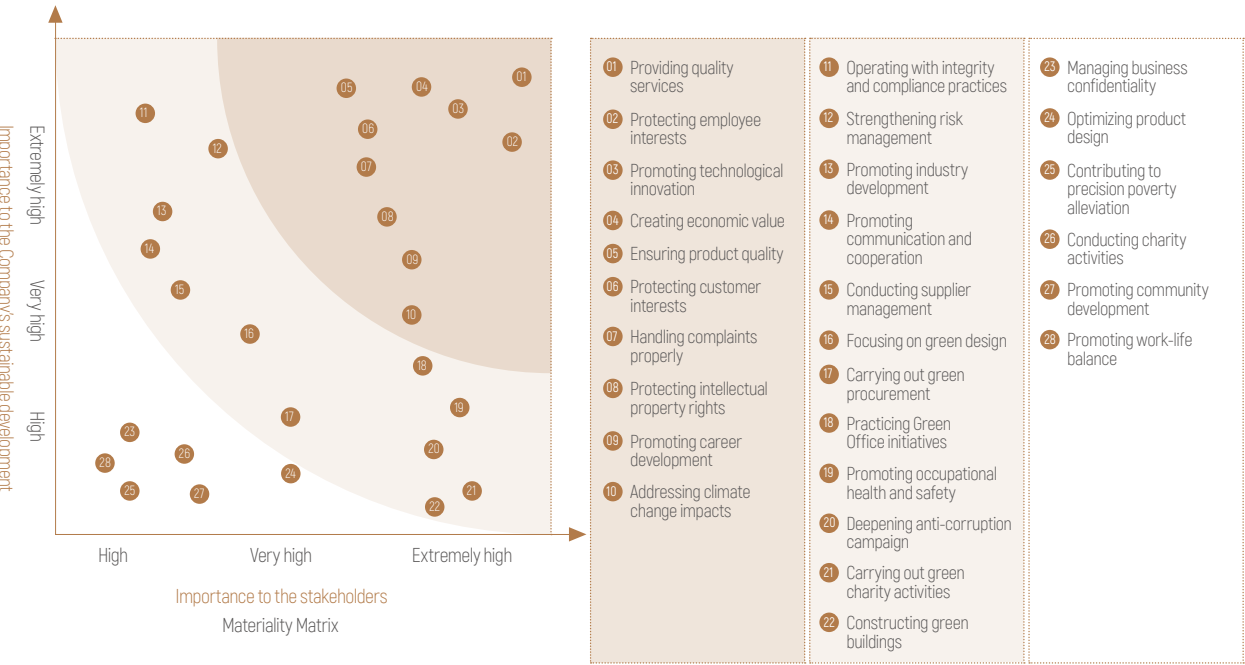 Importance to the Company's sustainable development
Extremely high
Very high
High
01
02
03
04
05
06
07
08
09
10
11
12
13
14
15
16
17
18
19
20
21
22
23
24
25
26
27
28
High
Very high
Extremely high
Importance to the stakeholders
Materiality Matrix
01 Providing quality
services
02 Protecting employee
interests
03 Promoting technological
innovation
04 Creating economic value
05 Ensuring product quality
06 Protecting customer
interests
07 Handling complaints
properly
08 Protecting intellectual
property rights
09 Promoting career
development
10 Addressing climate
change impacts
11 Operating with integrity
and compliance practices
12 Strengthening risk
management
13 Promoting industry
development
14 Promoting
communication and
cooperation
15 Conducting supplier
management
16 Focusing on green design
17 Carrying out green
procurement
18 Practicing Green
Office initiatives
19 Promoting occupational
health and safety
20 Deepening anti-corruption
campaign
21 Carrying out green
charity activities
22 Constructing green
buildings
23 Managing business
confidentiality
24 Optimizing product
design
25 Contributing to
precision poverty
alleviation
26 Conducting charity
activities
27 Promoting community
development
28 Promoting work-life
balance